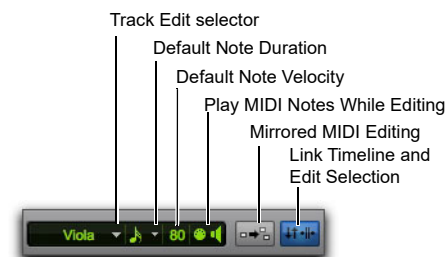 Track Edit selector
Default Note Duration
Default Note Velocity
Play MIDI Notes While Editing
Mirrored MIDI Editing
Link Timeline and
Edit Selection
Viola 80